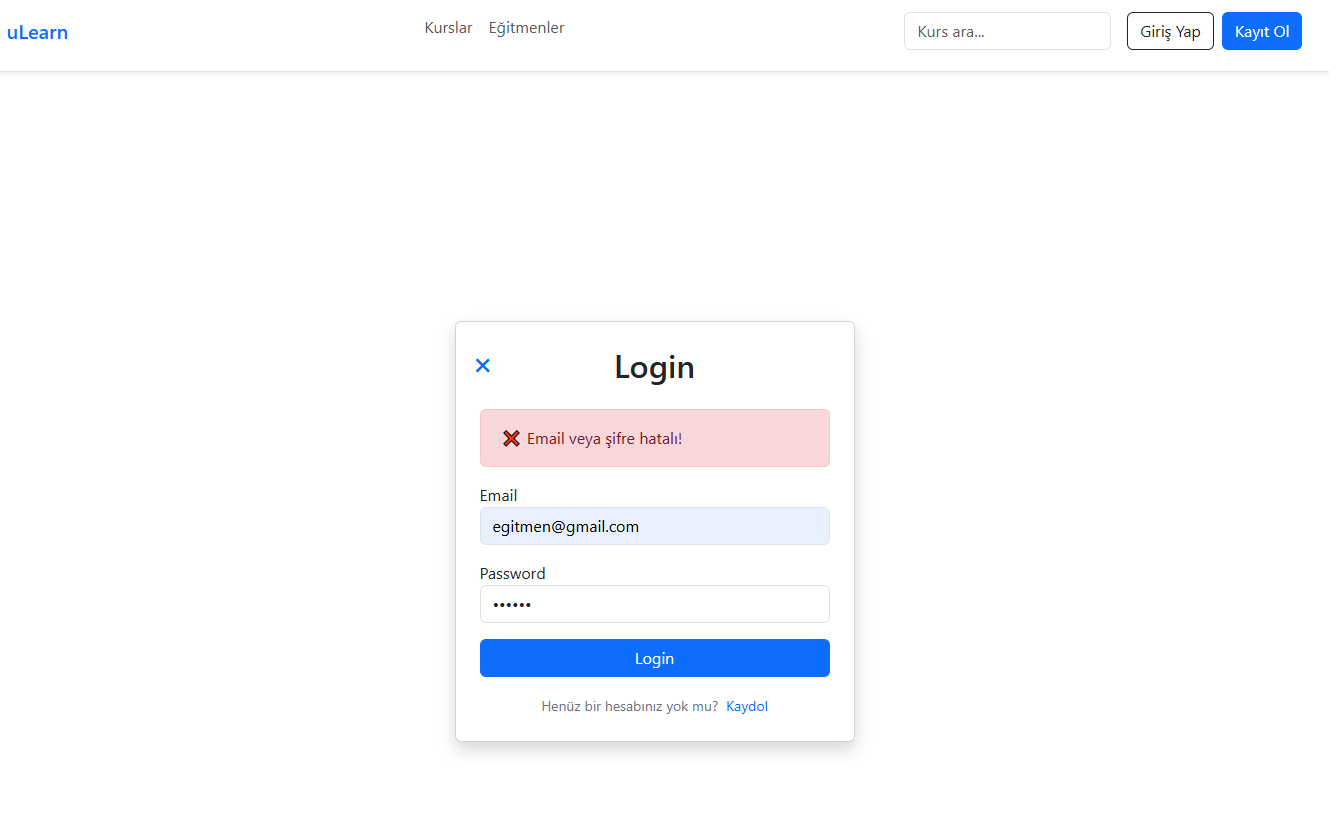 uLearn
Kurslar Eğitmenler
Kurs ara...
Giriş Yap
Kayıt Ol
Login
Email veya şifre hatalı!
Email
egitmen@gmail.com
Password
••••••
Login
Henüz bir hesabınız yok mu? Kaydol